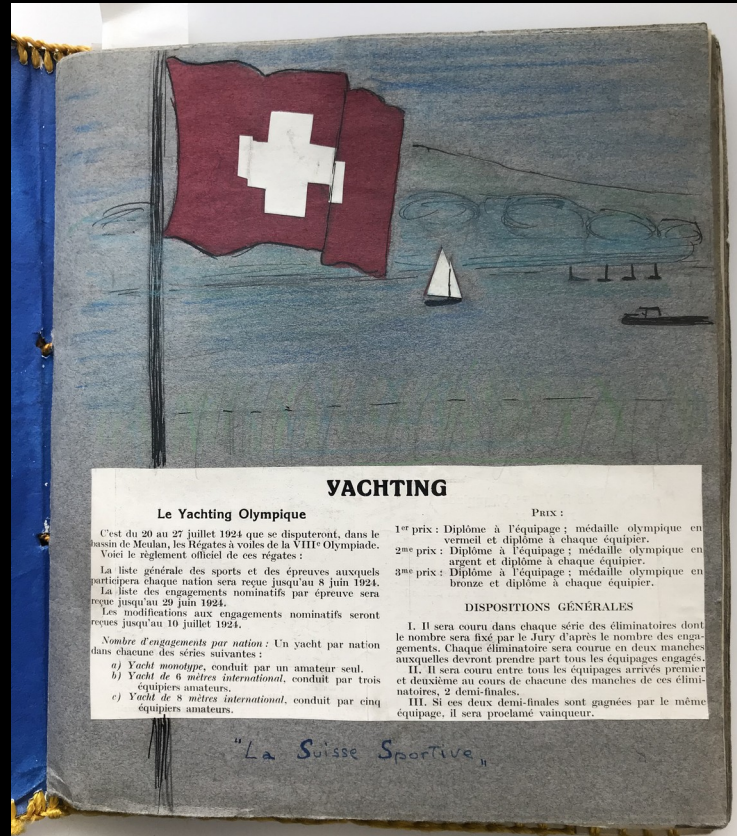 YACHTING
Le Yachting Olympique
C'est du 20 au 27 juillet 1924 que se disputeront, dans le
bassin de Meulan, les Régates à voiles de la VIIIe Olympiade.
Voici le règlement officiel de ces régates :
La liste générale des sports et des épreuves auxquels
participera chaque nation sera reçue jusqu'au 8 juin 1924.
La liste des engagements nominatifs par épreuve sera
reçue jusqu'au 29 juin 1924.
Les modifications aux engagements nominatifs seront
reçues jusqu'au 10 juillet 1924.
Nombre d'engagements par nation : Un yacht par nation
dans chacune des séries suivantes :
a) Yacht monotype, conduit par un amateur seul.
b) Yacht de 6 mètres international, conduit par trois
équipiers amateurs.
c) Yacht de 8 mètres international, conduit par cinq
équipiers amateurs.
PRIX :
1er prix : Diplôme à l'équipage ; médaille olympique en
vermeil et diplôme à chaque équipier.
2me prix : Diplôme à l'équipage ; médaille olympique en
argent et diplôme à chaque équipier.
3me prix : Diplôme à l'équipage ; médaille olympique en
bronze et diplôme à chaque équipier.
DISPOSITIONS GÉNÉRALES
I. Il sera couru dans chaque série des éliminatoires dont
le nombre sera fixé par le Jury d'après le nombre des enga-
gements. Chaque éliminatoire sera courue en deux manches
auxquelles devront prendre part tous les équipages engagés.
II. Il sera couru entre tous les équipages arrivés premier
et deuxième au cours de chacune des manches de ces élimi-
natoires, 2 demi-finales.
III. Si ces deux demi-finales sont gagnées par le même
équipage, il sera proclamé vainqueur.
"La Suisse Sportive„